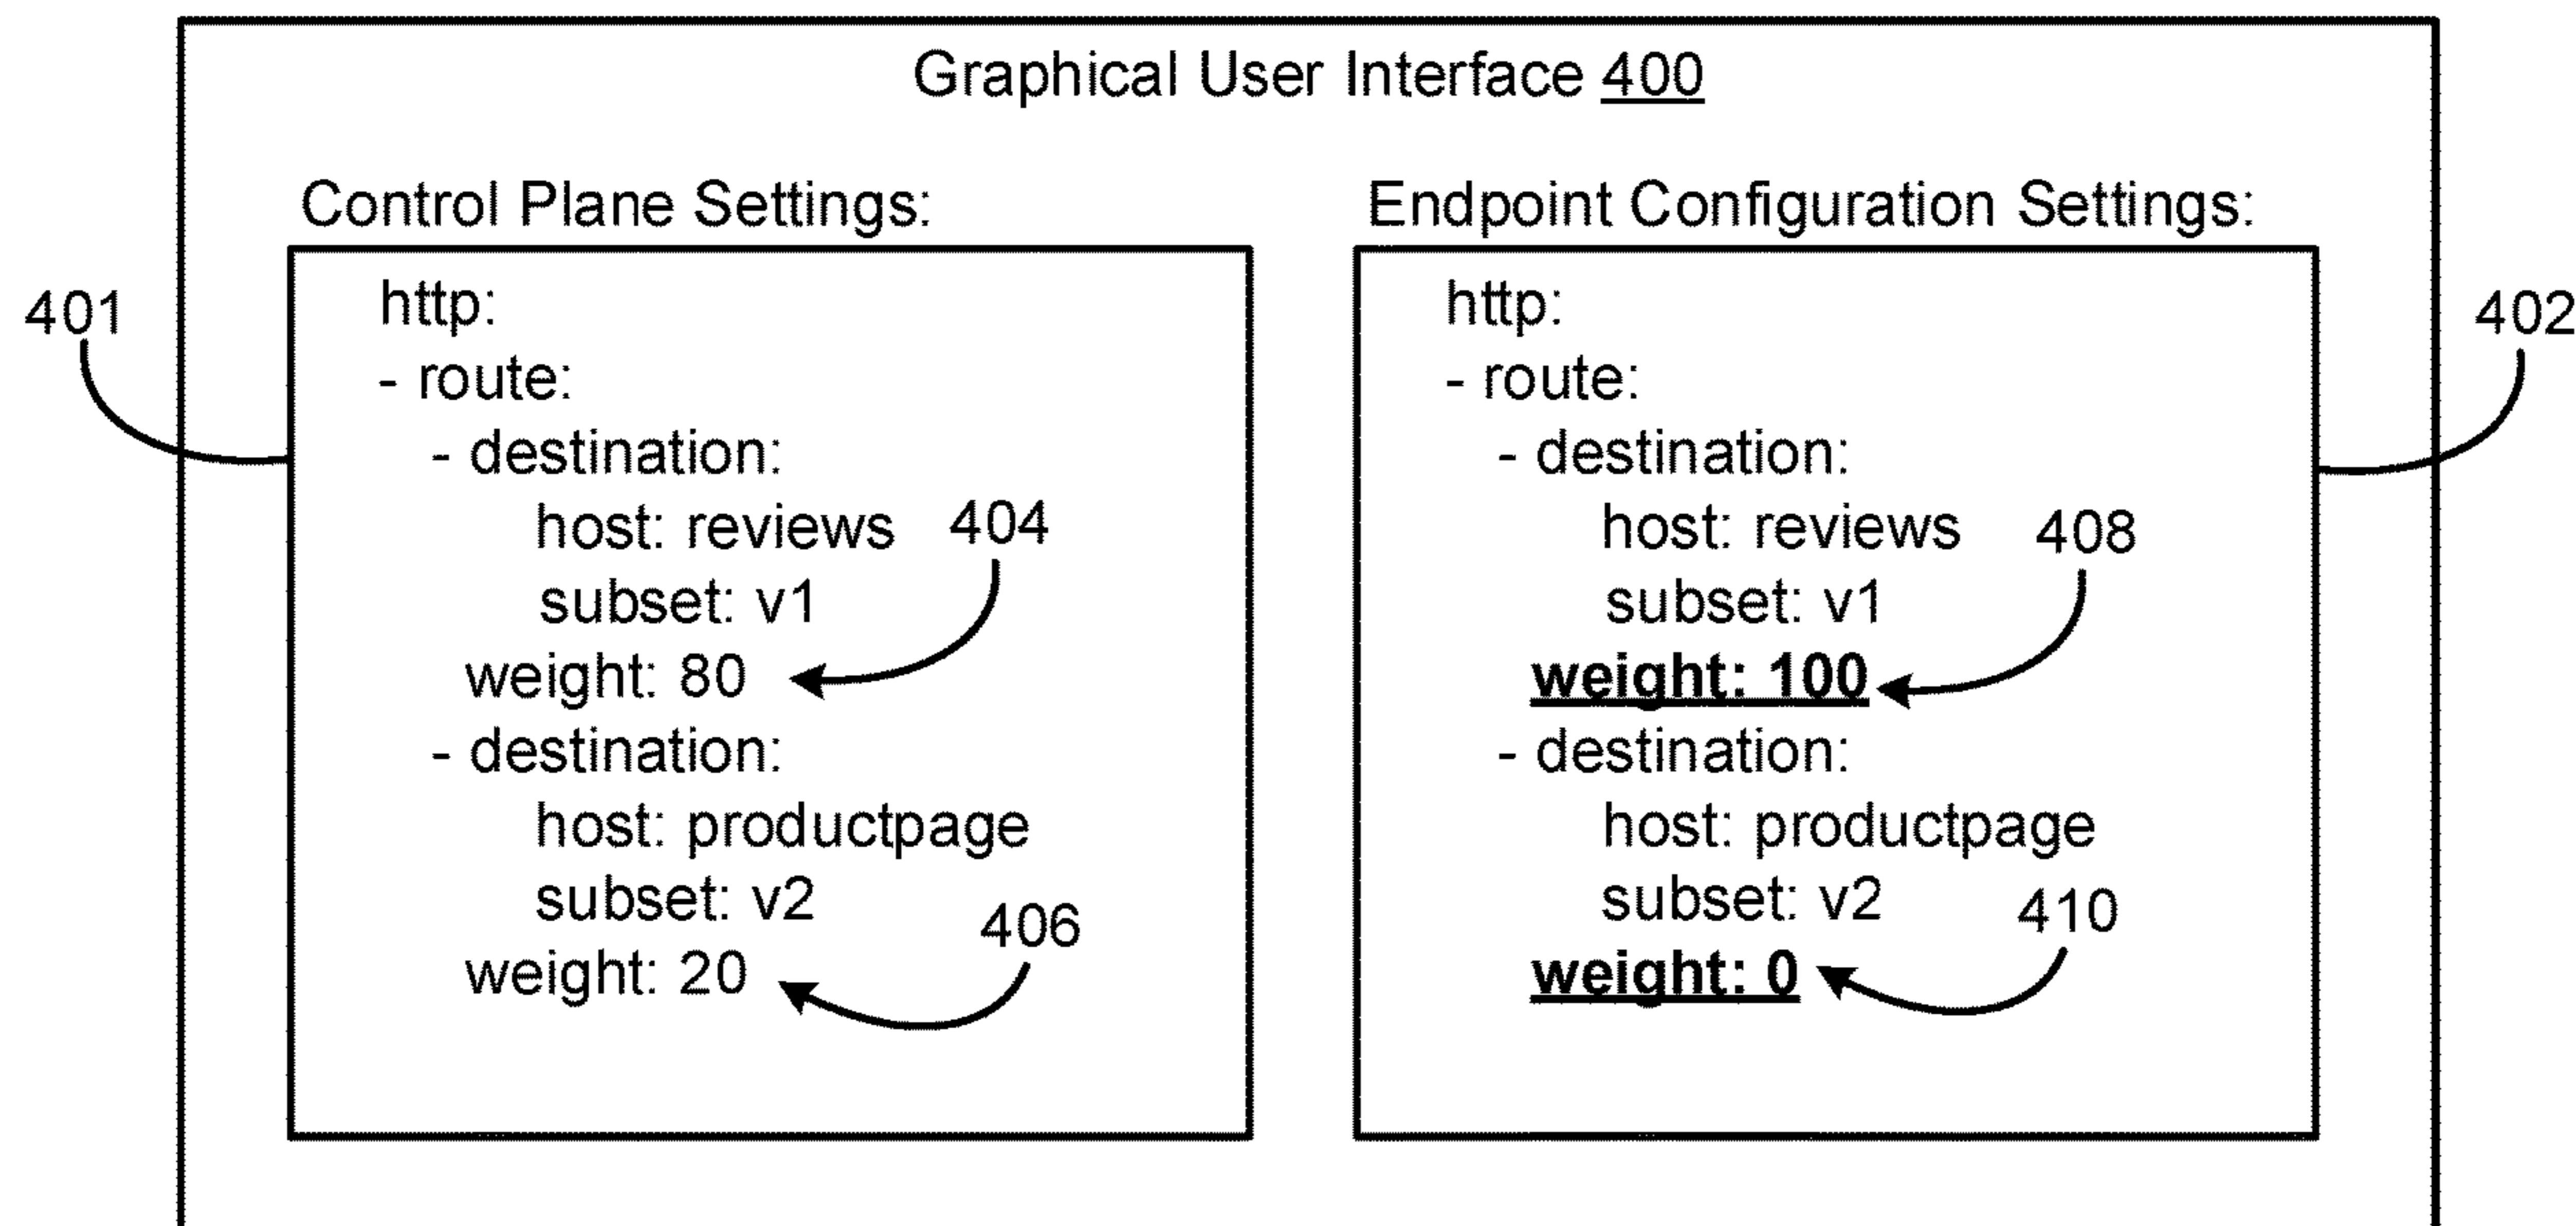 Graphical User Interface 400
Control Plane Settings:
401
http:
- route:
- destination:
host: reviews
404
subset: v1
weight: 80
- destination:
host: productpage
subset: v2
406
weight: 20
Endpoint Configuration Settings:
402
http:
- route:
- destination:
host: reviews
408
subset: v1
weight: 100
- destination:
host: productpage
subset: v2
410
weight: 0